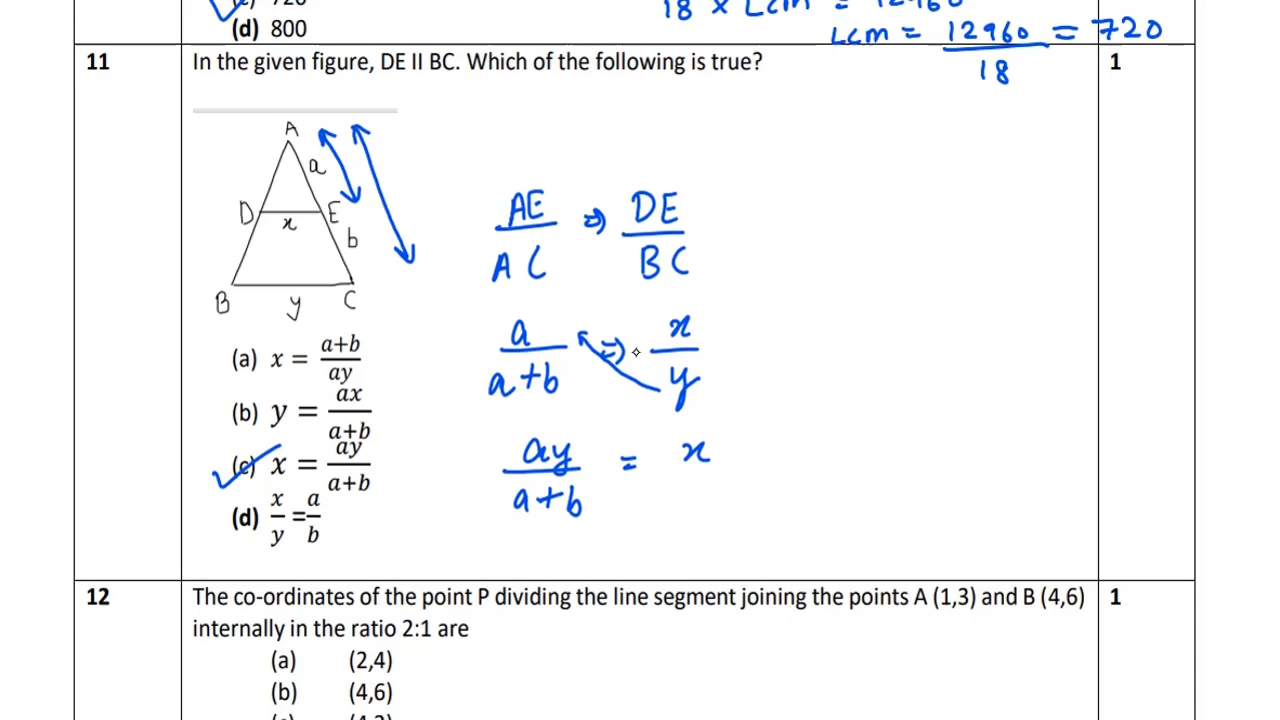 18 × LCM = 12960
(d) 800
LCM = 12960/18 = 720
11 In the given figure, DE II BC. Which of the following is true? 1
A
a
D E
x
b
B C
y
AE/AC ⇒ DE/BC
a/a+b ⇒ x/y
ay/a+b = x
(a) x = a+b/ay
(b) y = ax/a+b
(c) x = ay/a+b
(d) x/y = a/b
12 The co-ordinates of the point P dividing the line segment joining the points A (1,3) and B (4,6) 1
internally in the ratio 2:1 are
(a) (2,4)
(b) (4,6)